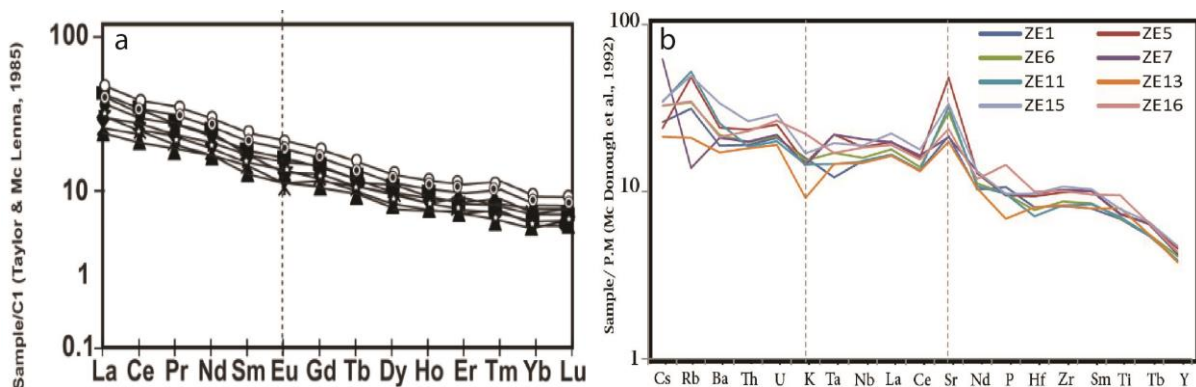 a
Sample/C1 (Taylor & Mc Lenna, 1985)
100
10
1
0.1
La Ce Pr Nd Sm Eu Gd Tb Dy Ho Er Tm Yb Lu
b
Sample/ P.M (Mc Donough et al., 1992)
100
10
1
ZE1 ZE5
ZE6 ZE7
ZE11 ZE13
ZE15 ZE16
Cs Rb Ba Th U K Ta Nb La Ce Sr Nd P Hf Zr Sm Ti Tb Y